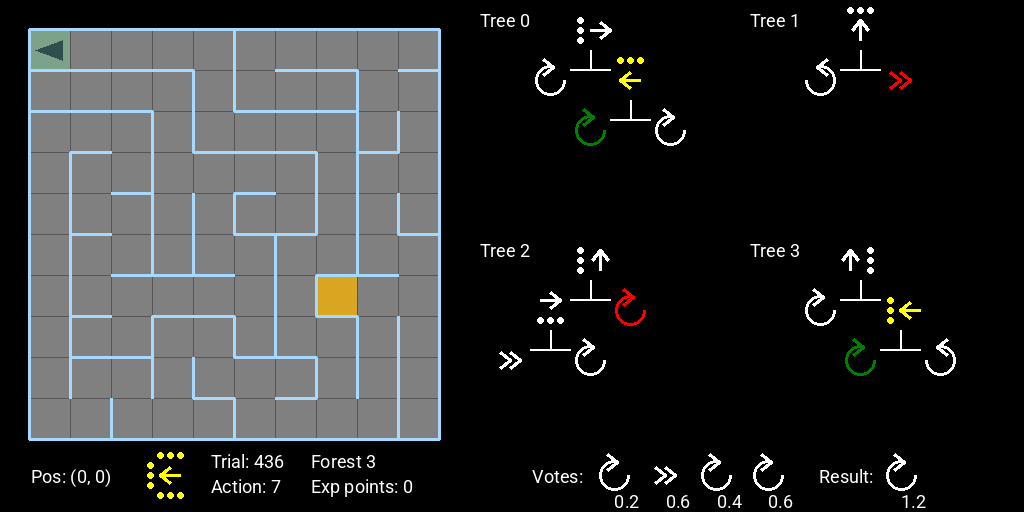 Tree 0
Tree 1
Tree 2
Tree 3
Pos: (0, 0)
Trial: 436
Forest 3
Action: 7
Exp points: 0
Votes:
0.2
0.6
0.4
0.6
Result:
1.2